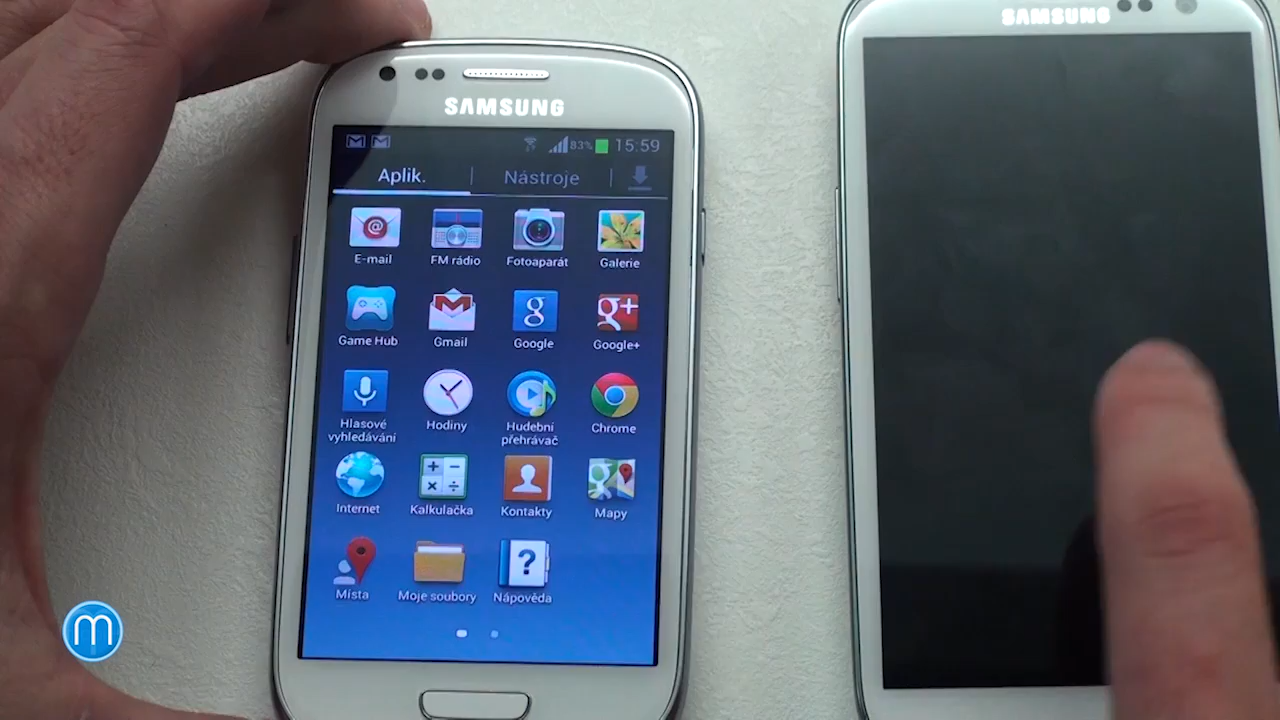 SAMSUNG
SAMSUNG
83% 15:59
Aplik. Nástroje
E-mail FM rádio Fotoaparát Galerie
Game Hub Gmail Google Google+
Hlasové vyhledávání Hodiny Hudební přehrávač Chrome
Internet Kalkulačka Kontakty Mapy
Místa Moje soubory Nápověda
m